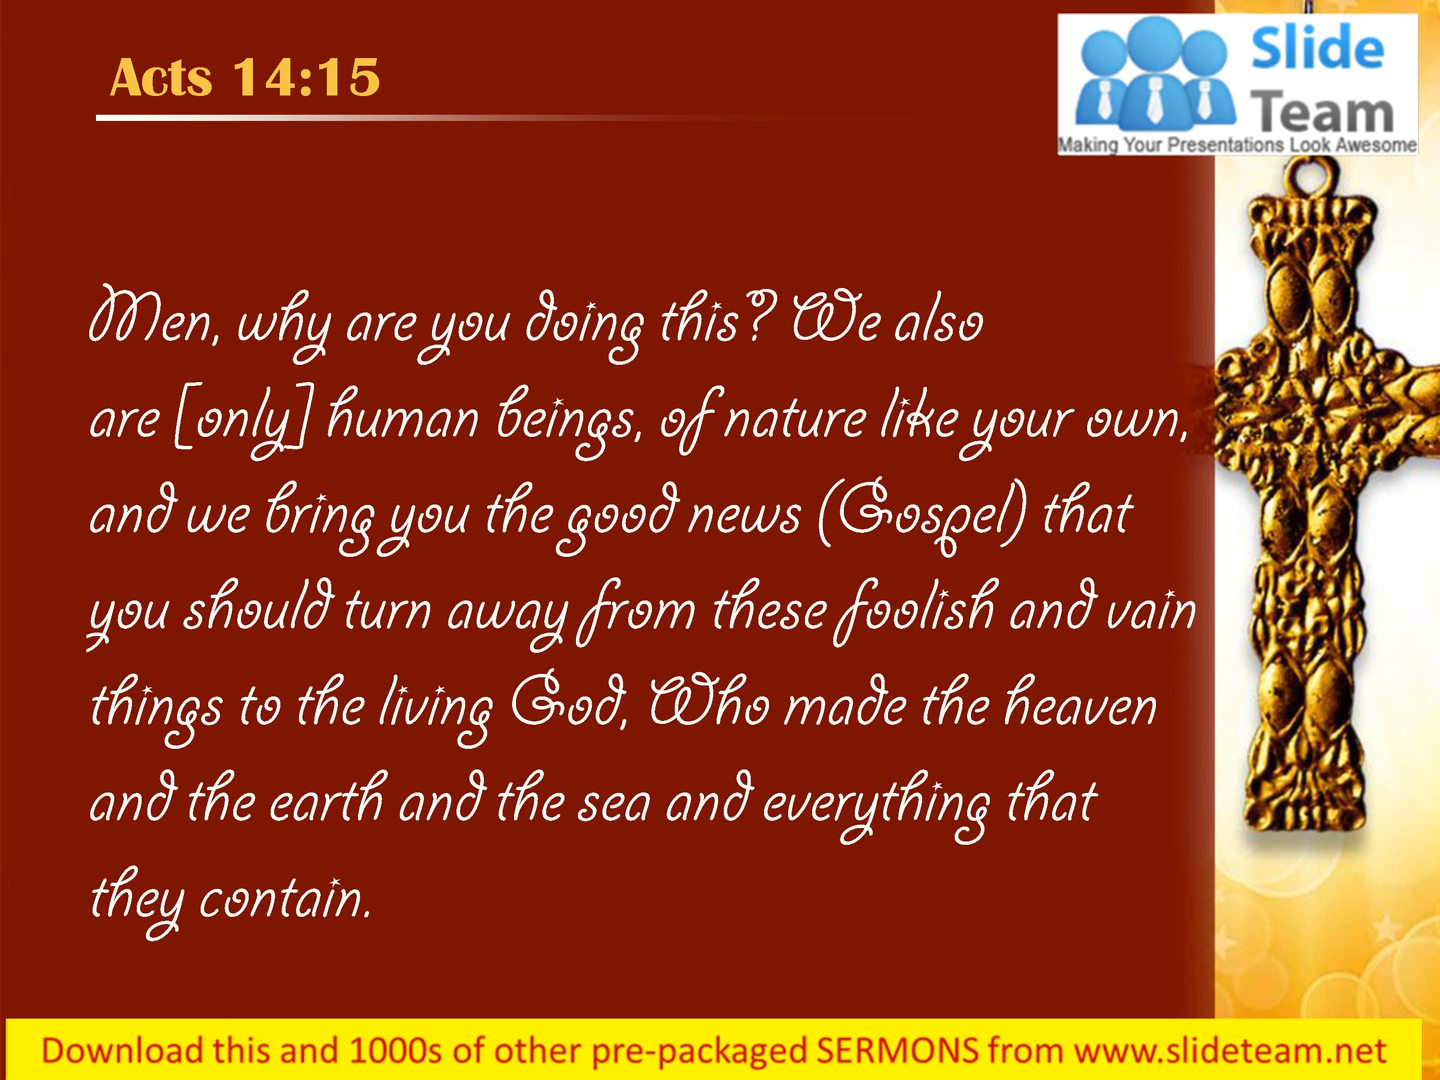 Acts 14:15
Slide
Team
Making Your Presentations Look Awesome
Men, why are you doing this? We also
are [only] human beings, of nature like your own,
and we bring you the good news (Gospel) that
you should turn away from these foolish and vain
things to the living God, Who made the heaven
and the earth and the sea and everything that
they contain.
Download this and 1000s of other pre-packaged SERMONS from www.slideteam.net